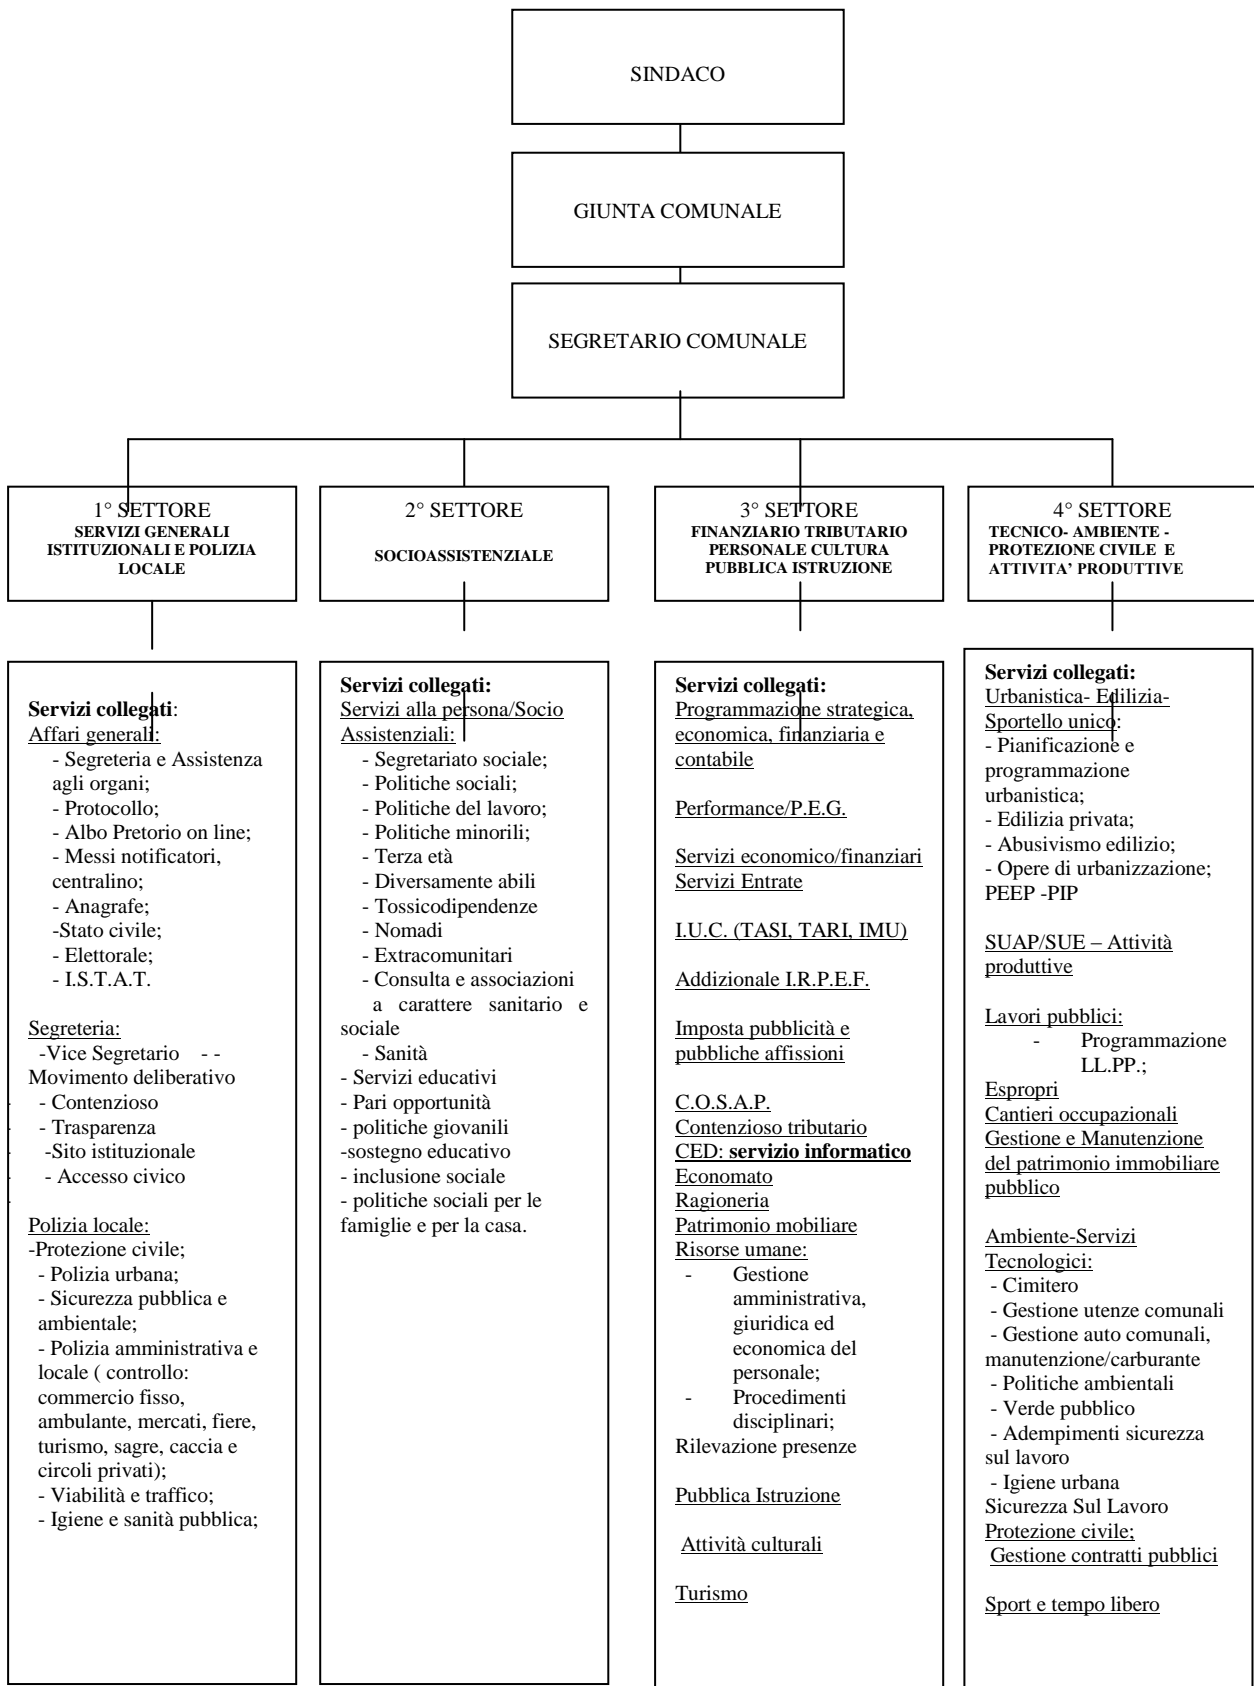 SINDACO
GIUNTA COMUNALE
SEGRETARIO COMUNALE
1° SETTORE
SERVIZI GENERALI
ISTITUZIONALI E POLIZIA
LOCALE
2° SETTORE
SOCIOASSISTENZIALE
3° SETTORE
FINANZIARIO TRIBUTARIO
PERSONALE CULTURA
PUBBLICA ISTRUZIONE
4° SETTORE
TECNICO- AMBIENTE -
PROTEZIONE CIVILE E
ATTIVITA’ PRODUTTIVE
Servizi collegati:
Affari generali:
- Segreteria e Assistenza
agli organi;
- Protocollo;
- Albo Pretorio on line;
- Messi notificatori,
centralino;
- Anagrafe;
-Stato civile;
- Elettorale;
- I.S.T.A.T.
Segreteria:
-Vice Segretario - -
Movimento deliberativo
- - Contenzioso
- - Trasparenza
- -Sito istituzionale
- - Accesso civico
-
Polizia locale:
-Protezione civile;
- Polizia urbana;
- Sicurezza pubblica e
ambientale;
- Polizia amministrativa e
locale ( controllo:
commercio fisso,
ambulante, mercati, fiere,
turismo, sagre, caccia e
circoli privati);
- Viabilità e traffico;
- Igiene e sanità pubblica;
Servizi collegati:
Servizi alla persona/Socio
Assistenziali:
- Segretariato sociale;
- Politiche sociali;
- Politiche del lavoro;
- Politiche minorili;
- Terza età
- Diversamente abili
- Tossicodipendenze
- Nomadi
- Extracomunitari
- Consulta e associazioni
a carattere sanitario e
sociale
- Sanità
- Servizi educativi
- Pari opportunità
- politiche giovanili
-sostegno educativo
- inclusione sociale
- politiche sociali per le
famiglie e per la casa.
Servizi collegati:
Programmazione strategica,
economica, finanziaria e
contabile
Performance/P.E.G.
Servizi economico/finanziari
Servizi Entrate
I.U.C. (TASI, TARI, IMU)
Addizionale I.R.P.E.F.
Imposta pubblicità e
pubbliche affissioni
C.O.S.A.P.
Contenzioso tributario
CED: servizio informatico
Economato
Ragioneria
Patrimonio mobiliare
Risorse umane:
- Gestione
amministrativa,
giuridica ed
economica del
personale;
- Procedimenti
disciplinari;
Rilevazione presenze
Pubblica Istruzione
Attività culturali
Turismo
Servizi collegati:
Urbanistica- Edilizia-
Sportello unico:
- Pianificazione e
programmazione
urbanistica;
- Edilizia privata;
- Abusivismo edilizio;
- Opere di urbanizzazione;
PEEP -PIP
SUAP/SUE – Attività
produttive
Lavori pubblici:
- Programmazione
LL.PP.;
Espropri
Cantieri occupazionali
Gestione e Manutenzione
del patrimonio immobiliare
pubblico
Ambiente-Servizi
Tecnologici:
- Cimitero
- Gestione utenze comunali
- Gestione auto comunali,
manutenzione/carburante
- Politiche ambientali
- Verde pubblico
- Adempimenti sicurezza
sul lavoro
- Igiene urbana
Sicurezza Sul Lavoro
Protezione civile;
Gestione contratti pubblici
Sport e tempo libero